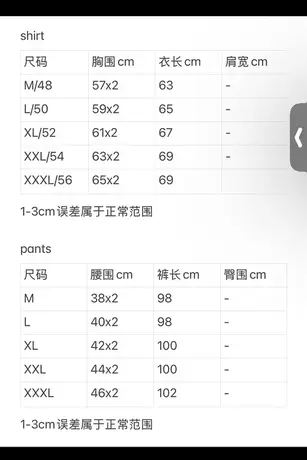 shirt
尺码 胸围cm 衣长cm 肩宽cm
M/48 57x2 63 -
L/50 59x2 65 -
XL/52 61x2 67 -
XXL/54 63x2 69 -
XXXL/56 65x2 69
1-3cm误差属于正常范围
pants
尺码 腰围cm 裤长cm 臀围cm
M 38x2 98 -
L 40x2 98 -
XL 42x2 100 -
XXL 44x2 100 -
XXXL 46x2 102 -
1-3cm误差属于正常范围